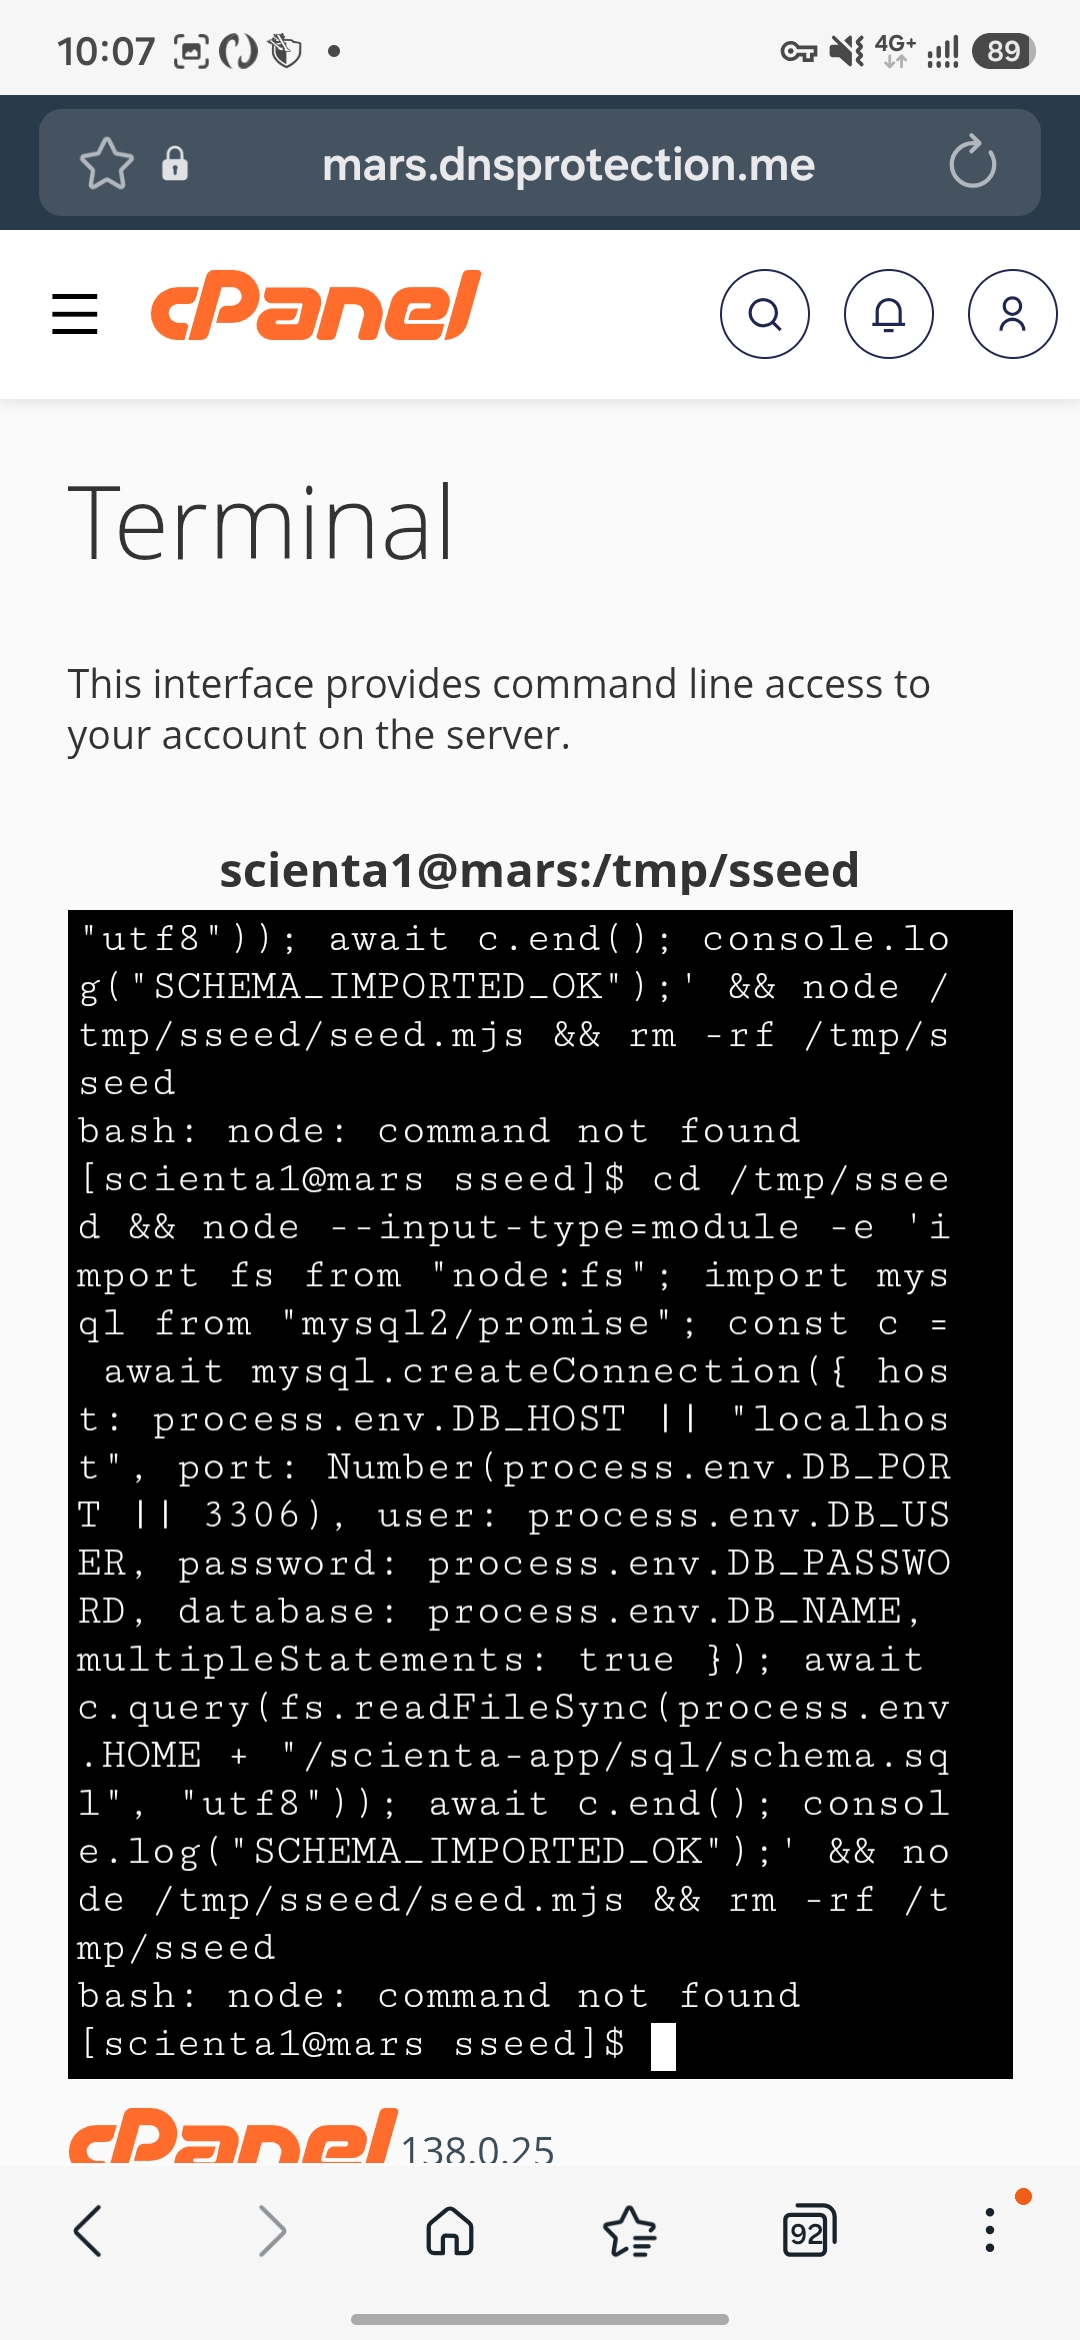 10:07
4G+
89
mars.dnsprotection.me
cPanel
Terminal
This interface provides command line access to
your account on the server.
scienta1@mars:/tmp/sseed
"utf8")); await c.end(); console.lo
g("SCHEMA_IMPORTED_OK");' && node /
tmp/sseed/seed.mjs && rm -rf /tmp/s
seed
bash: node: command not found
[scienta1@mars sseed]$ cd /tmp/ssee
d && node --input-type=module -e 'i
mport fs from "node:fs"; import mys
ql from "mysql2/promise"; const c =
 await mysql.createConnection({ hos
t: process.env.DB_HOST || "localhos
t", port: Number(process.env.DB_POR
T || 3306), user: process.env.DB_US
ER, password: process.env.DB_PASSWO
RD, database: process.env.DB_NAME,
multipleStatements: true }); await
c.query(fs.readFileSync(process.env
.HOME + "/scienta-app/sql/schema.sq
l", "utf8")); await c.end(); consol
e.log("SCHEMA_IMPORTED_OK");' && no
de /tmp/sseed/seed.mjs && rm -rf /t
mp/sseed
bash: node: command not found
[scienta1@mars sseed]$
cPanel 138.0.25
92